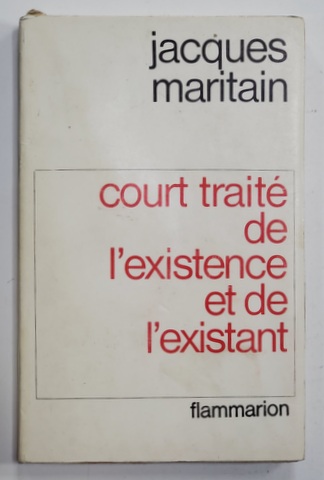 jacques
maritain
court traité
de
l'existence
et de
l'existant
flammarion